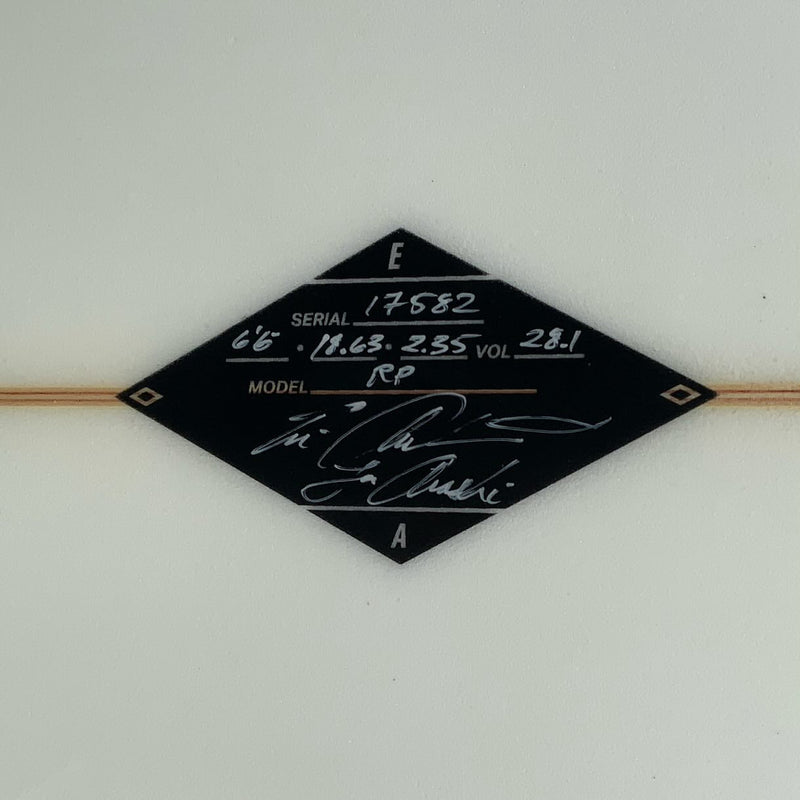 E
SERIAL 17582
6'6" · 18.63 · 2.35 VOL 28.1
MODEL RP
A